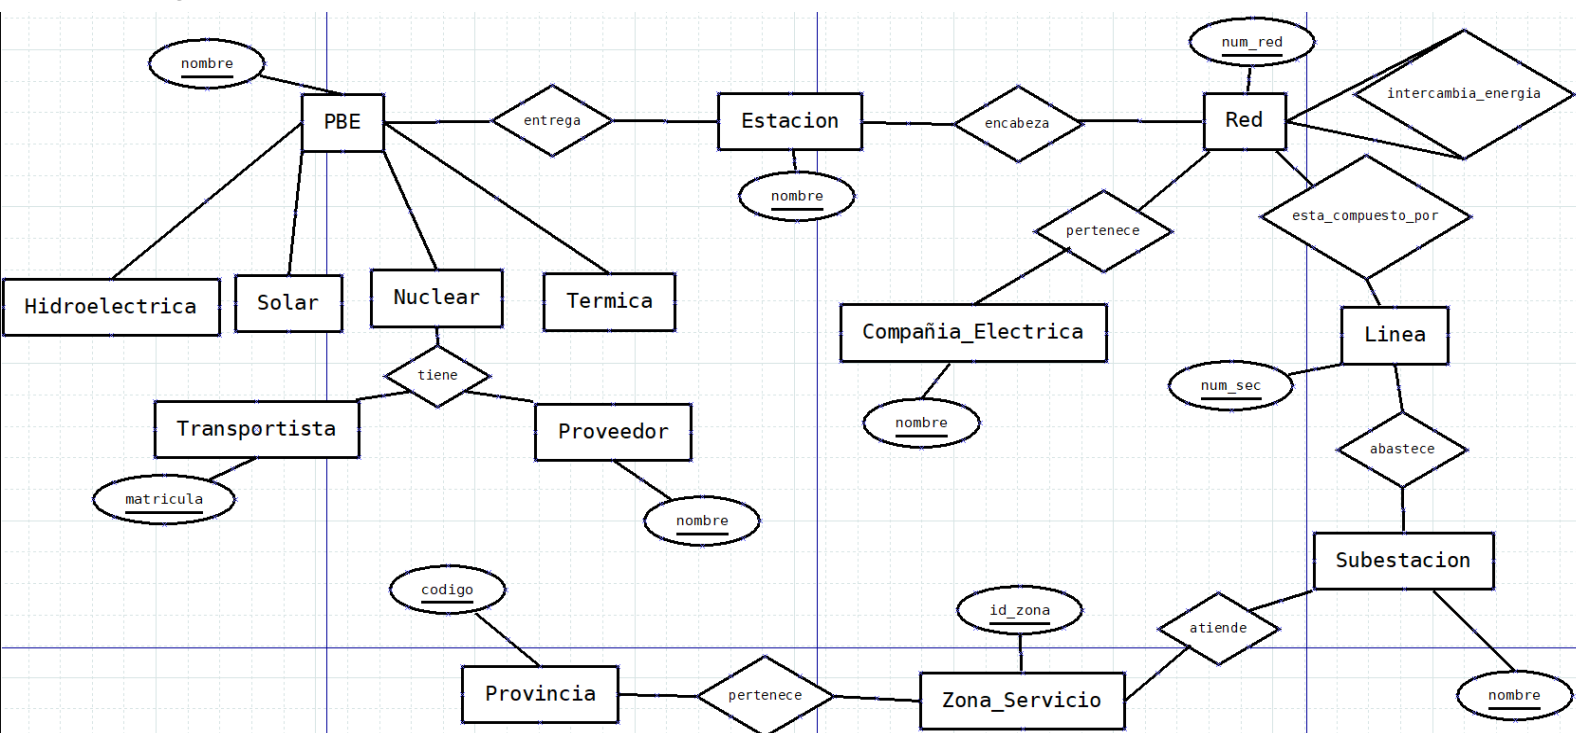 num_red
nombre
intercambia_energia
PBE
entrega
Estacion
encabeza
Red
nombre
esta_compuesto_por
pertenece
Hidroelectrica
Solar
Nuclear
Termica
Compañia_Electrica
Linea
tiene
num_sec
Transportista
Proveedor
nombre
abastece
matricula
nombre
Subestacion
codigo
id_zona
atiende
Provincia
pertenece
Zona_Servicio
nombre